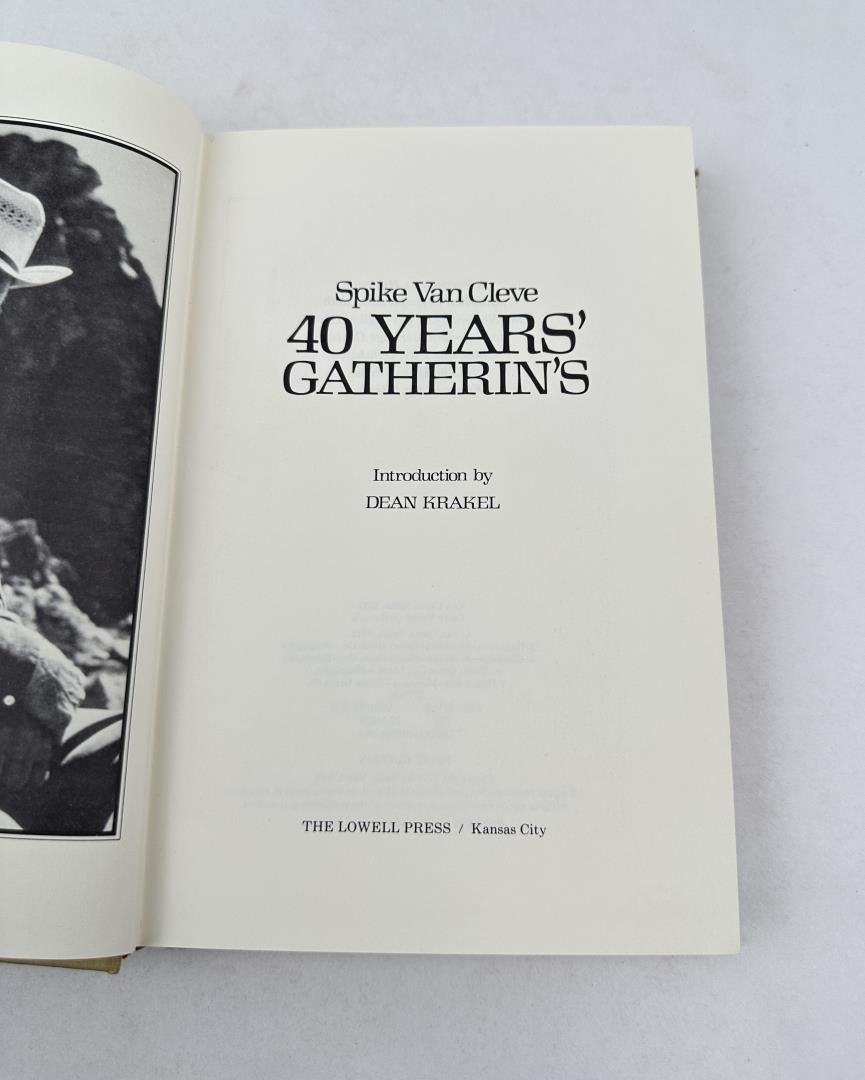 Spike Van Cleve
40 YEARS'
GATHERIN'S
Introduction by
DEAN KRAKEL
THE LOWELL PRESS / Kansas City